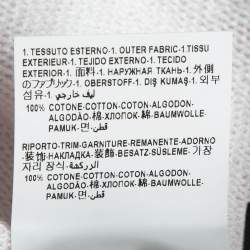 1. TESSUTO ESTERNO-1. OUTER FABRIC-1 TISSU
EXTERIEUR-1. TEJIDO EXTERNO-1. TECIDO
EXTERIOR-1. 面料-1. НАРУЖНАЯ ТКАНЬ-1. 外側
のファブリック-1. OBERSTOFF-1. DIŞ KUMAŞ-1. 외부
섬유-1. ليف خارجي
100% COTONE-COTTON-COTON-ALGODON-
ALGODÃO-棉-ХЛОПОК-綿-BAUMWOLLE-
PAMUK-면-قطن
RIPORTO-TRIM-GARNITURE-REMANENTE-ADORNO
-装饰-НАКЛАДКА-装飾-BESATZ-SÜSLEME-가장
자리 장식-الزركشة
100% COTONE-COTTON-COTON-ALGODON-
ALGODÃO-棉-ХЛОПОК-綿-BAUMWOLLE-
PAMUK-면-قطن